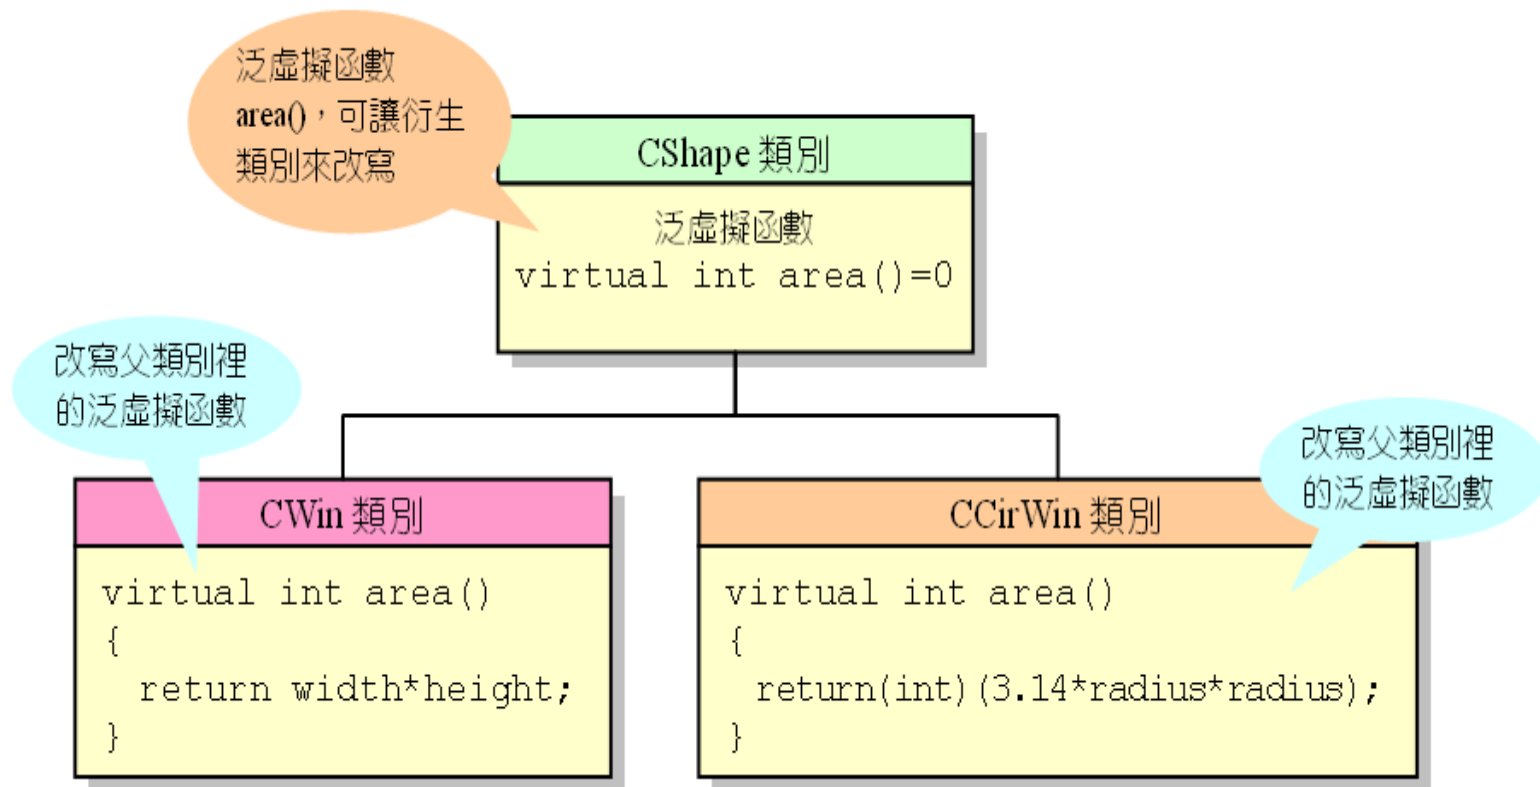 泛虛擬函數
area()，可讓衍生
類別來改寫
CShape 類別
泛虛擬函數
virtual int area()=0
改寫父類別裡
的泛虛擬函數
CWin 類別
virtual int area()
{
return width*height;
}
改寫父類別裡
的泛虛擬函數
CCirWin 類別
virtual int area()
{
return(int)(3.14*radius*radius);
}